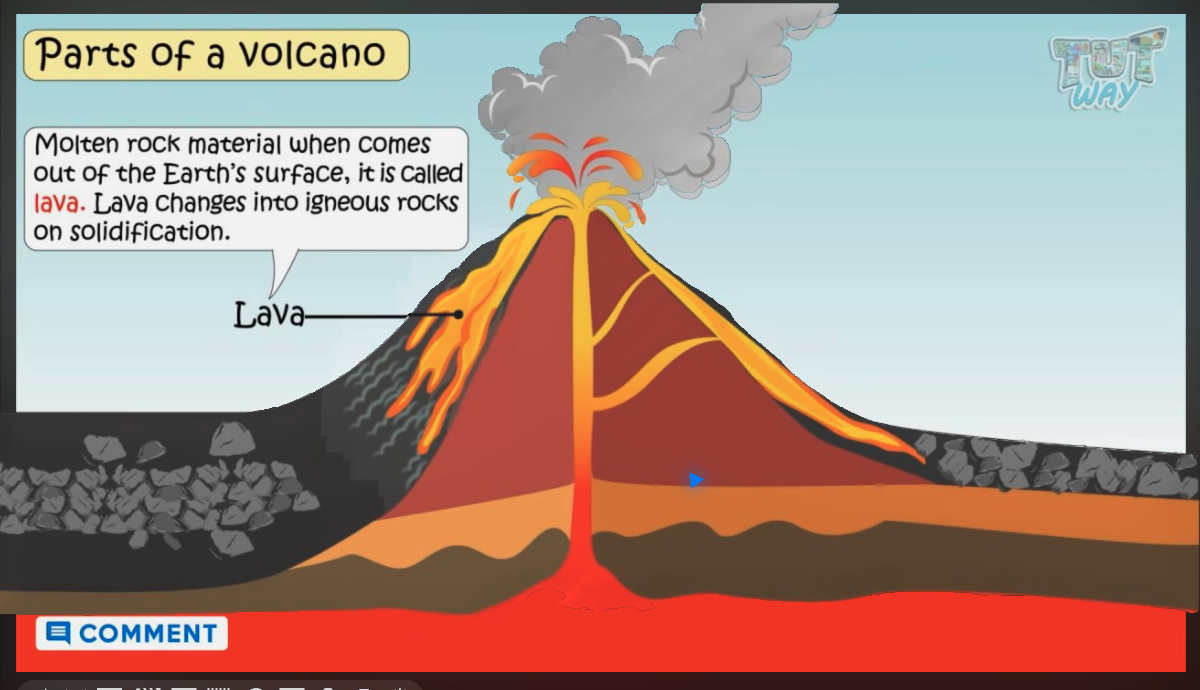 Parts of a volcano
TUT
WAY
Molten rock material when comes
out of the Earth's surface, it is called
lava. Lava changes into igneous rocks
on solidification.
Lava
COMMENT